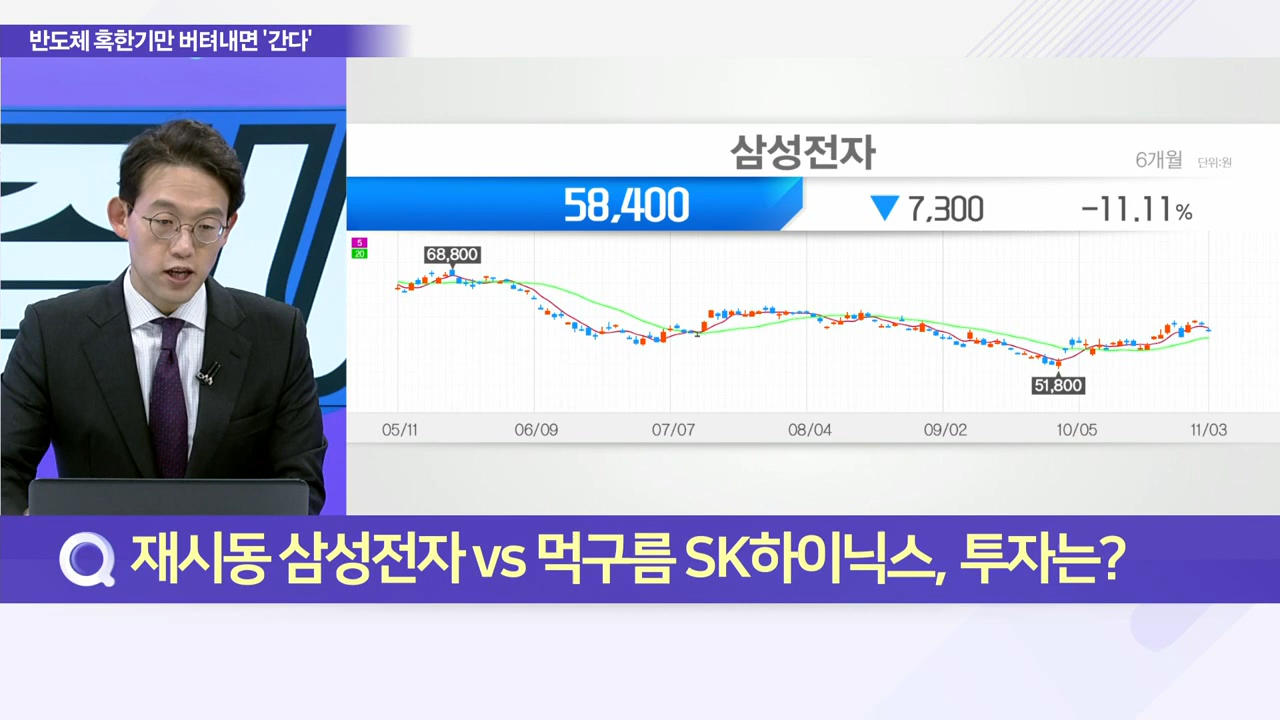 반도체 혹한기만 버텨내면 '간다'
삼성전자
6개월 단위:원
58,400 ▼ 7,300 -11.11%
5
20
68,800
51,800
05/11 06/09 07/07 08/04 09/02 10/05 11/03
Q 재시동 삼성전자 vs 먹구름 SK하이닉스, 투자는?